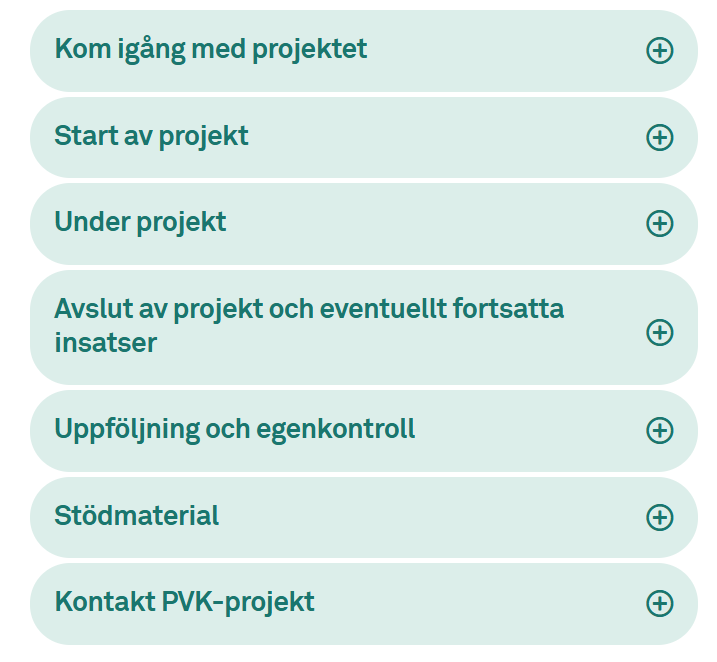 Kom igång med projektet
Start av projekt
Under projekt
Avslut av projekt och eventuellt fortsatta
insatser
Uppföljning och egenkontroll
Stödmaterial
Kontakt PVK-projekt